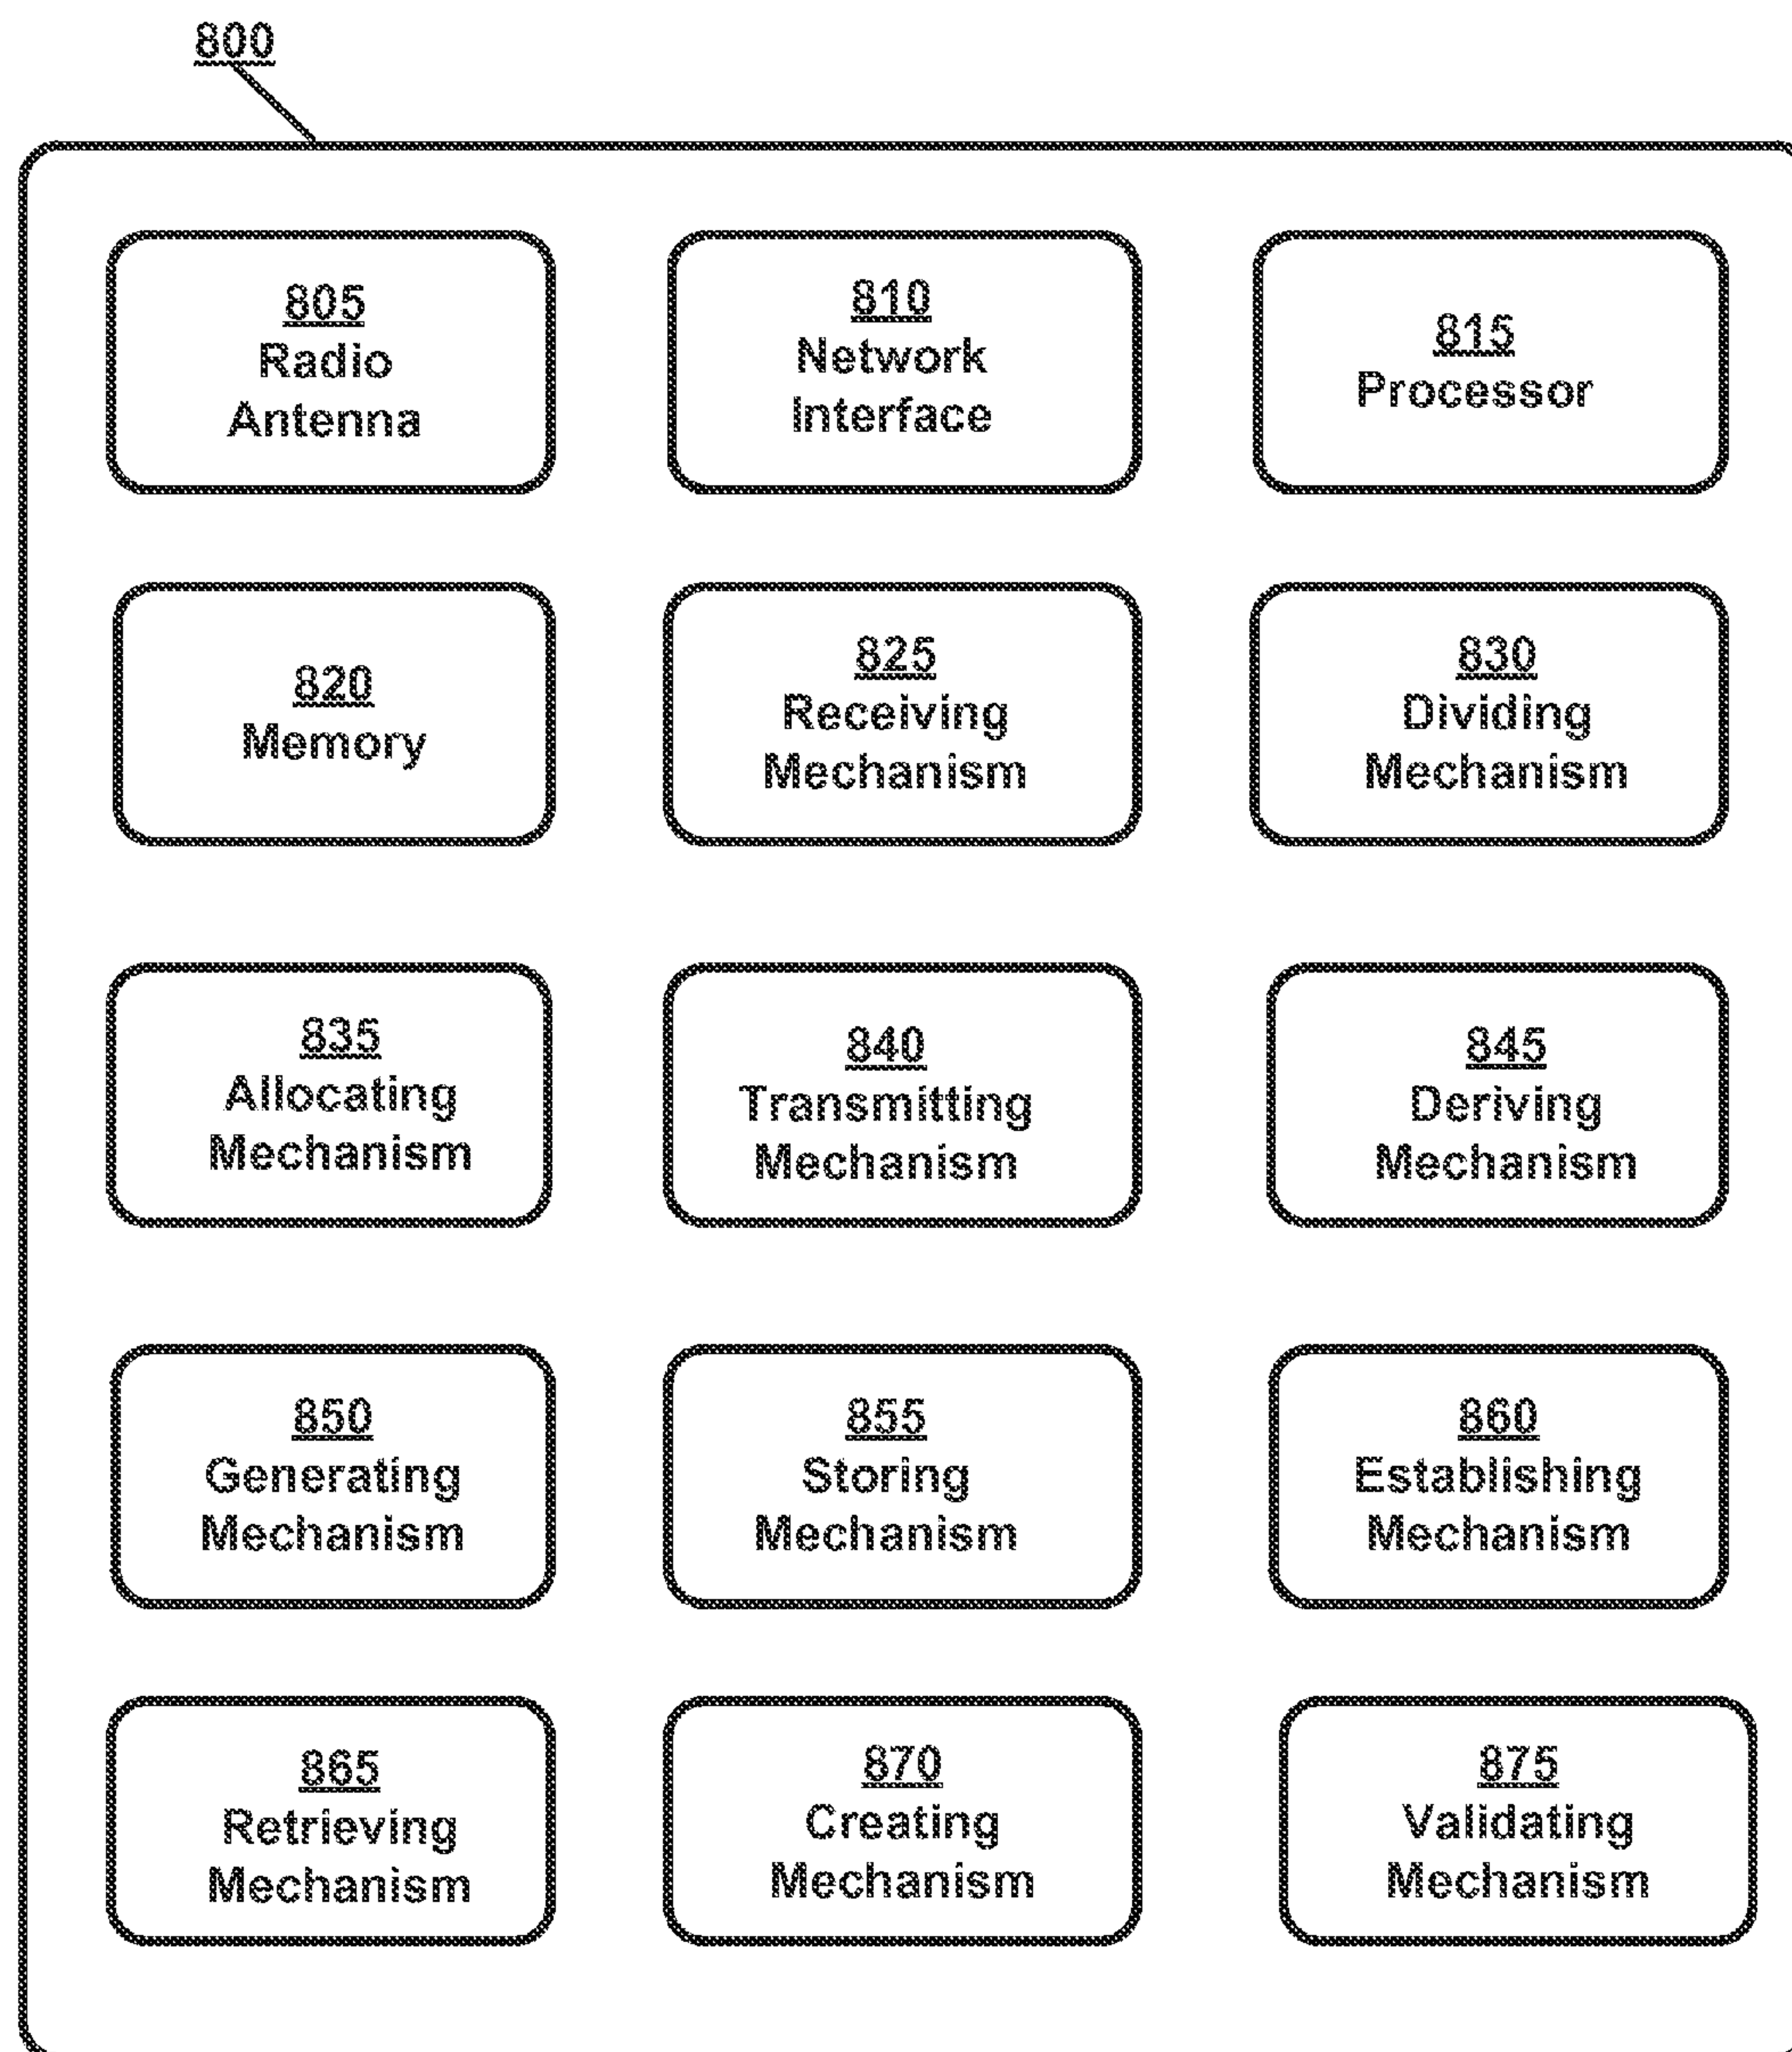 800
805
Radio
Antenna
810
Network
Interface
815
Processor
820
Memory
825
Receiving
Mechanism
830
Dividing
Mechanism
835
Allocating
Mechanism
840
Transmitting
Mechanism
845
Deriving
Mechanism
850
Generating
Mechanism
855
Storing
Mechanism
860
Establishing
Mechanism
865
Retrieving
Mechanism
870
Creating
Mechanism
875
Validating
Mechanism